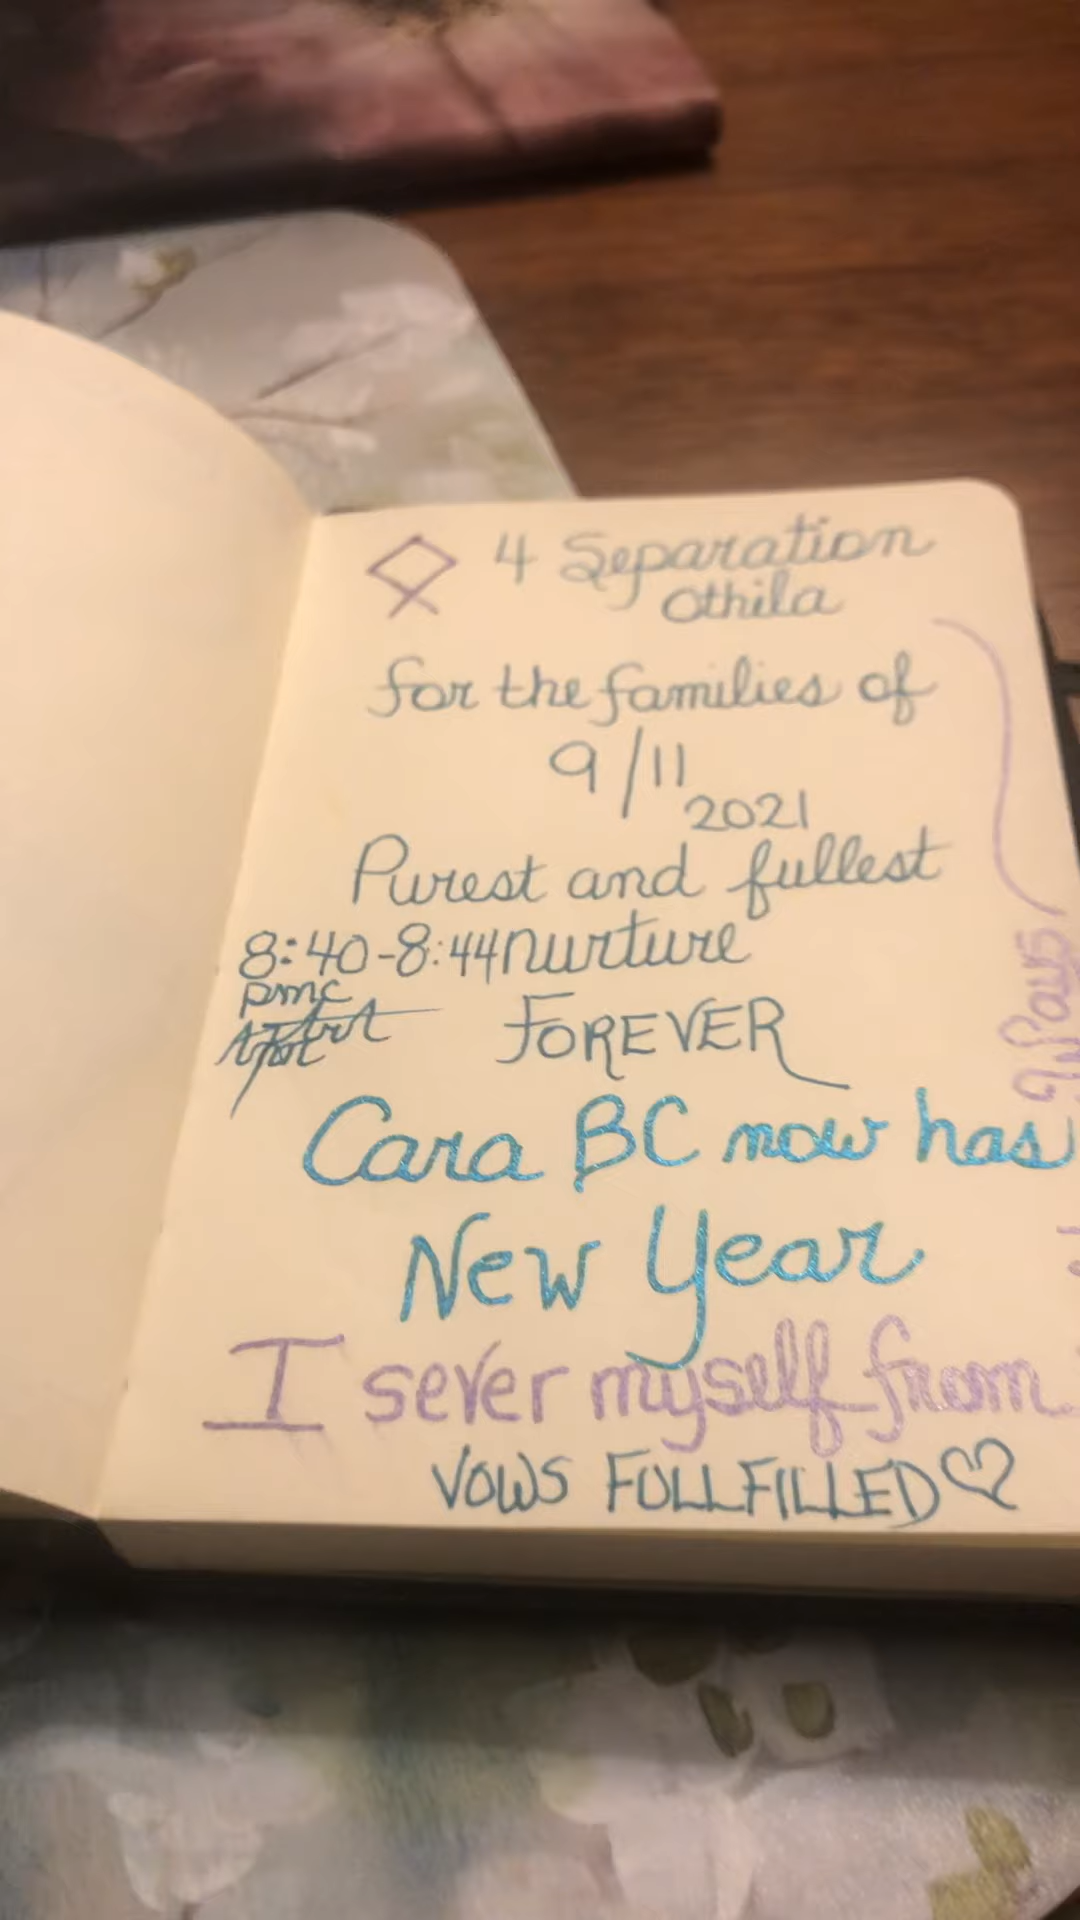 4 Separation
Othila
for the families of
9/11
2021
Purest and fullest
8:40-8:44 nurture
pmc
FOREVER
Cara BC now has
New Year
I sever myself from
VOWS FULLFILLED